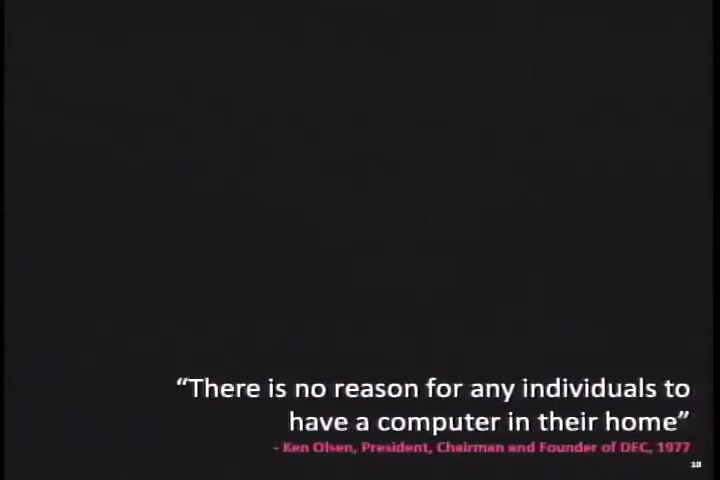 “There is no reason for any individuals to
have a computer in their home”
- Ken Olsen, President, Chairman and Founder of DEC, 1977
10